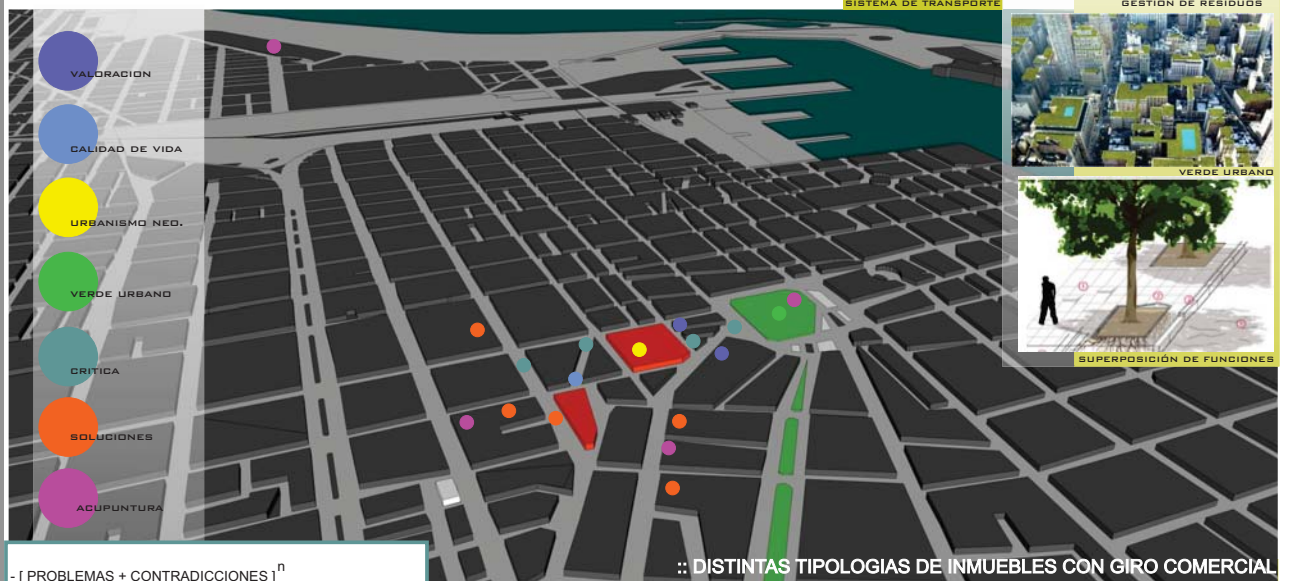 SISTEMA DE TRANSPORTE
GESTION DE RESIDUOS
VALORACION
CALIDAD DE VIDA
URBANISMO NEO.
VERDE URBANO
CRITICA
SOLUCIONES
ACUPUNTURA
VERDE URBANO
SUPERPOSICIÓN DE FUNCIONES
- [ PROBLEMAS + CONTRADICCIONES ]n
:: DISTINTAS TIPOLOGIAS DE INMUEBLES CON GIRO COMERCIAL